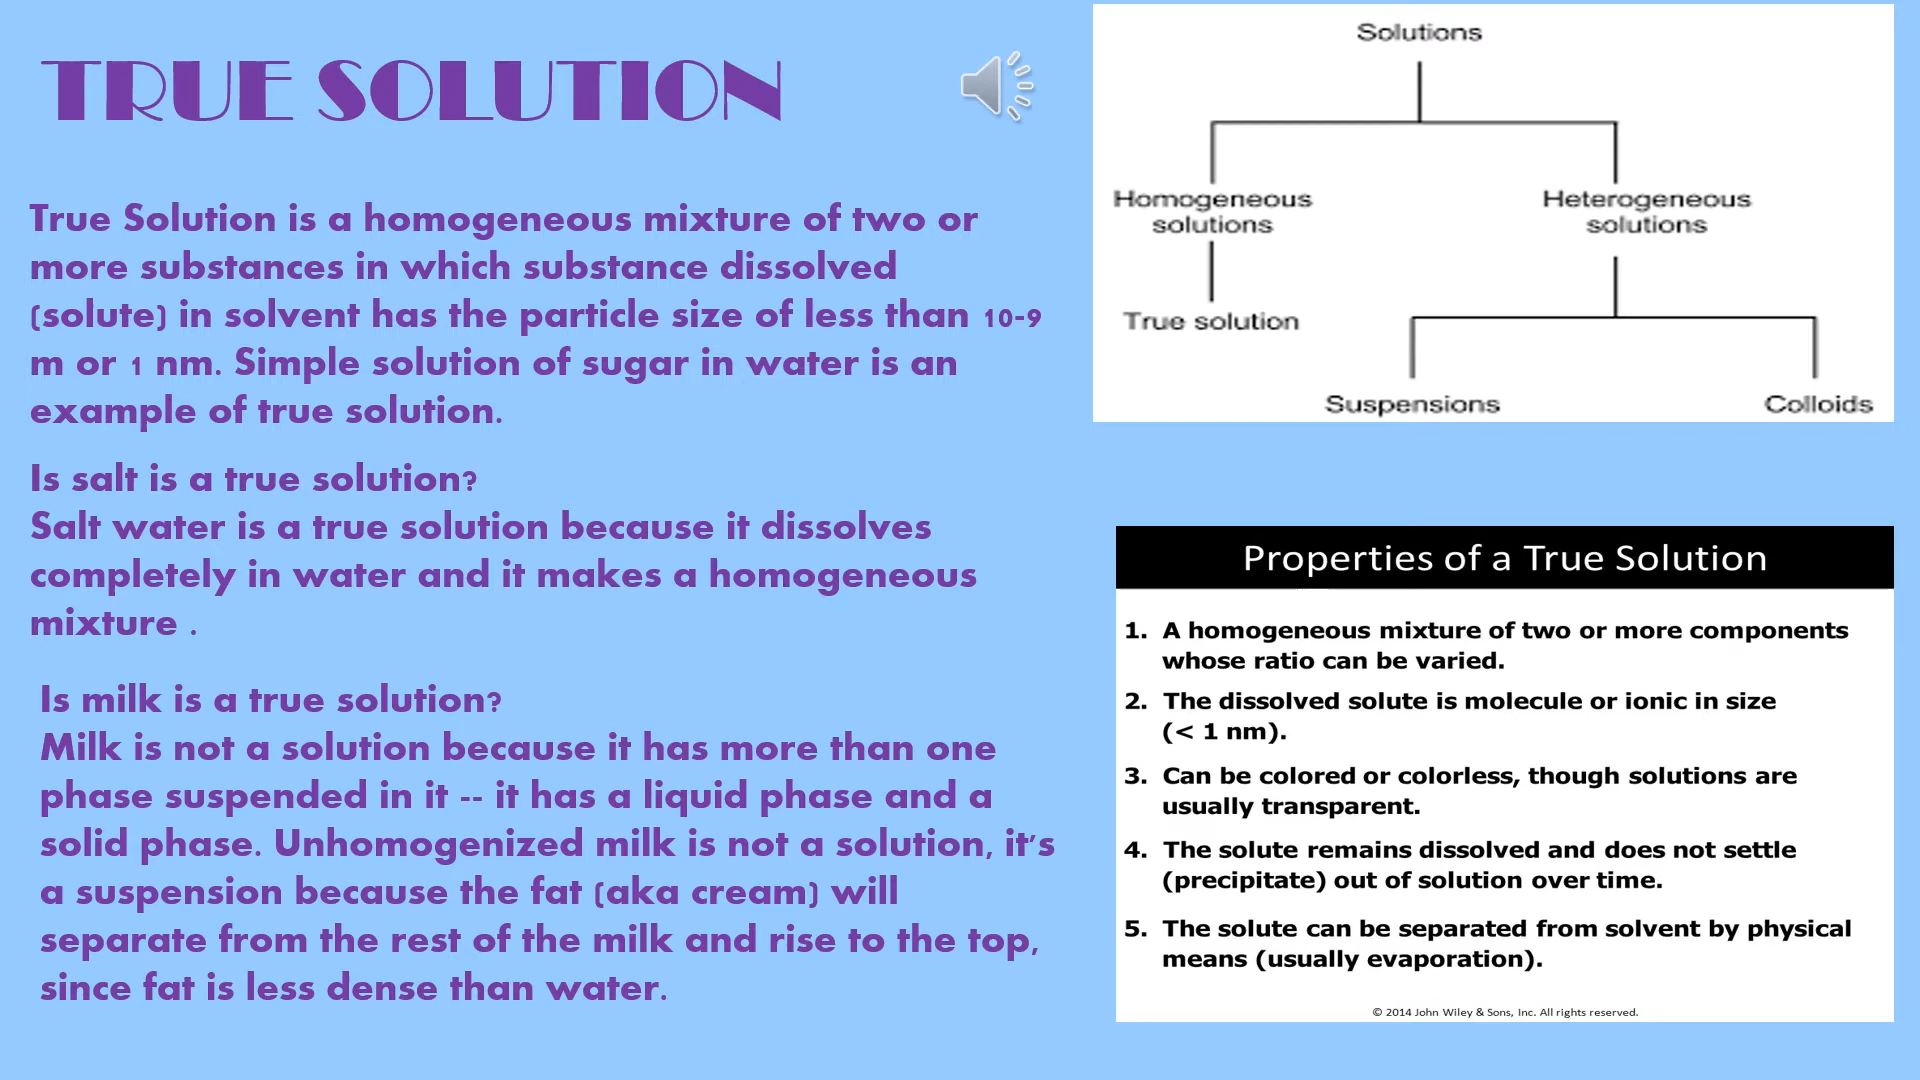 TRUE SOLUTION
True Solution is a homogeneous mixture of two or
more substances in which substance dissolved
(solute) in solvent has the particle size of less than 10-9
m or 1 nm. Simple solution of sugar in water is an
example of true solution.
Is salt is a true solution?
Salt water is a true solution because it dissolves
completely in water and it makes a homogeneous
mixture .
Is milk is a true solution?
Milk is not a solution because it has more than one
phase suspended in it -- it has a liquid phase and a
solid phase. Unhomogenized milk is not a solution, it's
a suspension because the fat (aka cream) will
separate from the rest of the milk and rise to the top,
since fat is less dense than water.
Solutions
Homogeneous
solutions
Heterogeneous
solutions
True solution
Suspensions
Colloids
Properties of a True Solution
1. A homogeneous mixture of two or more components
whose ratio can be varied.
2. The dissolved solute is molecule or ionic in size
(< 1 nm).
3. Can be colored or colorless, though solutions are
usually transparent.
4. The solute remains dissolved and does not settle
(precipitate) out of solution over time.
5. The solute can be separated from solvent by physical
means (usually evaporation).
© 2014 John Wiley & Sons, Inc. All rights reserved.